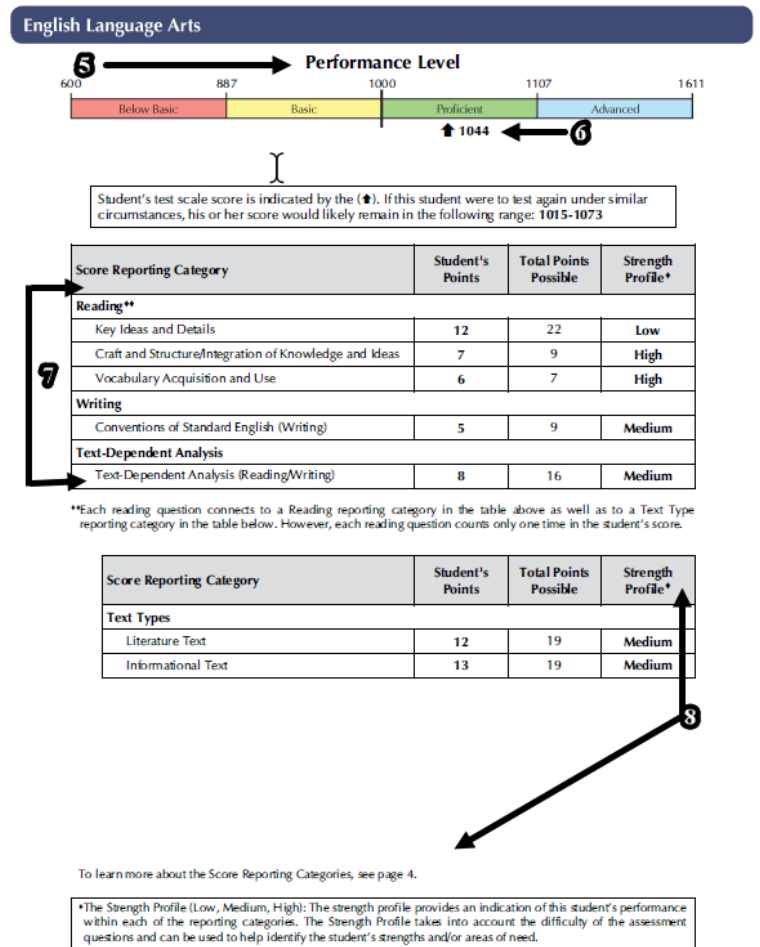 English Language Arts
5 Performance Level
600 887 1000 1107 1611
Below Basic Basic Proficient Advanced
⬆ 1044 6
Student's test scale score is indicated by the (⬆). If this student were to test again under similar
circumstances, his or her score would likely remain in the following range: 1015-1073
Score Reporting Category Student's Points Total Points Possible Strength Profile♦
Reading♦♦
Key Ideas and Details 12 22 Low
Craft and Structure/Integration of Knowledge and Ideas 7 9 High
7
Vocabulary Acquisition and Use 6 7 High
Writing
Conventions of Standard English (Writing) 5 9 Medium
Text-Dependent Analysis
Text-Dependent Analysis (Reading/Writing) 8 16 Medium
♦♦Each reading question connects to a Reading reporting category in the table above as well as to a Text Type
reporting category in the table below. However, each reading question counts only one time in the student's score.
Score Reporting Category Student's Points Total Points Possible Strength Profile♦
Text Types
Literature Text 12 19 Medium
Informational Text 13 19 Medium
8
To learn more about the Score Reporting Categories, see page 4.
♦The Strength Profile (Low, Medium, High): The strength profile provides an indication of this student's performance
within each of the reporting categories. The Strength Profile takes into account the difficulty of the assessment
questions and can be used to help identify the student's strengths and/or areas of need.